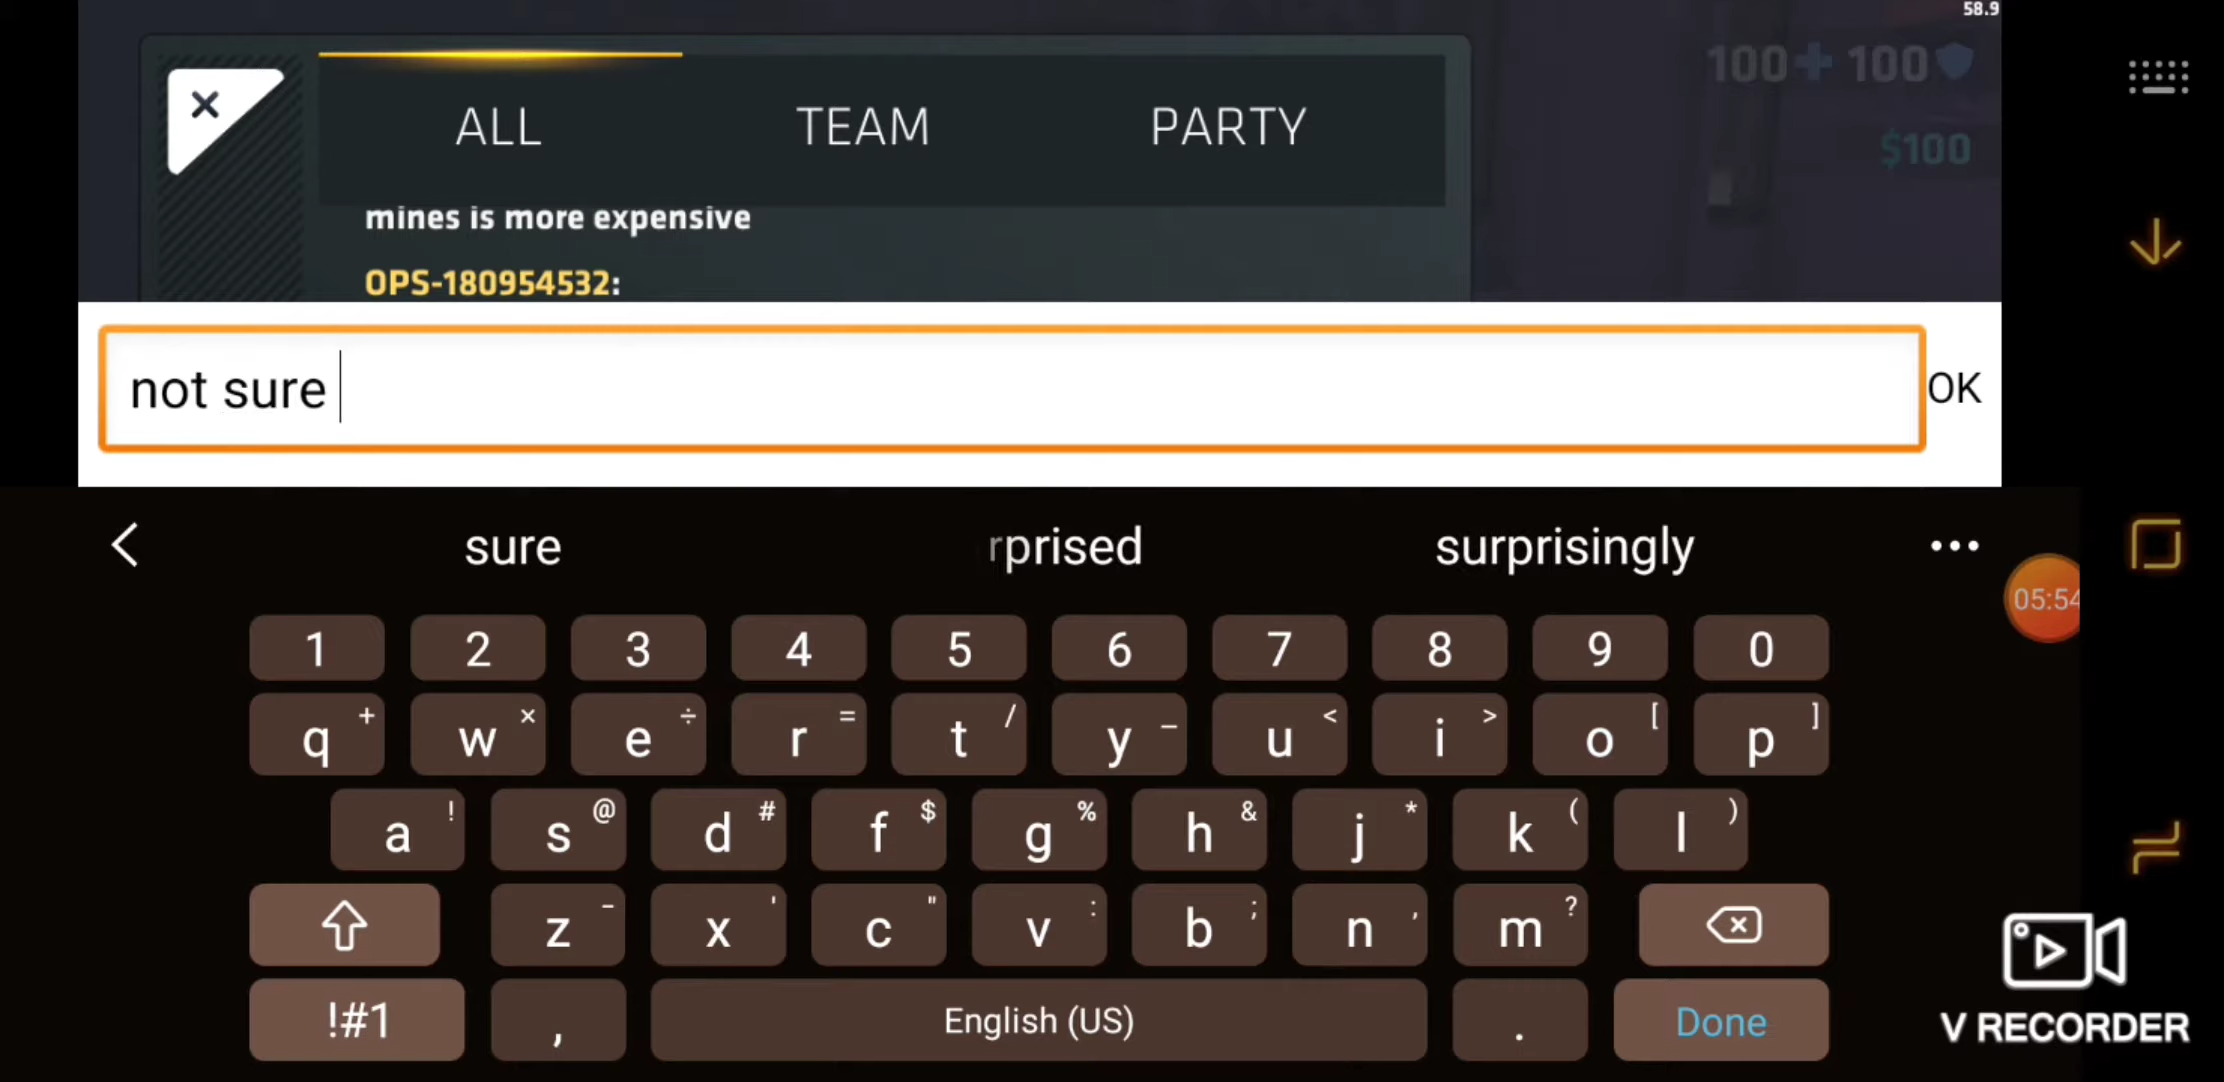 58.9
100 100
$100
ALL TEAM PARTY
mines is more expensive
OPS-180954532:
not sure
OK
sure rprised surprisingly ...
05:54
1 2 3 4 5 6 7 8 9 0
q + w × e ÷ r = t / y _ u < i > o [ p ]
a ! s @ d # f $ g % h & j * k ( l )
z - x ' c " v : b ; n , m ?
!#1 , English (US) . Done
V RECORDER